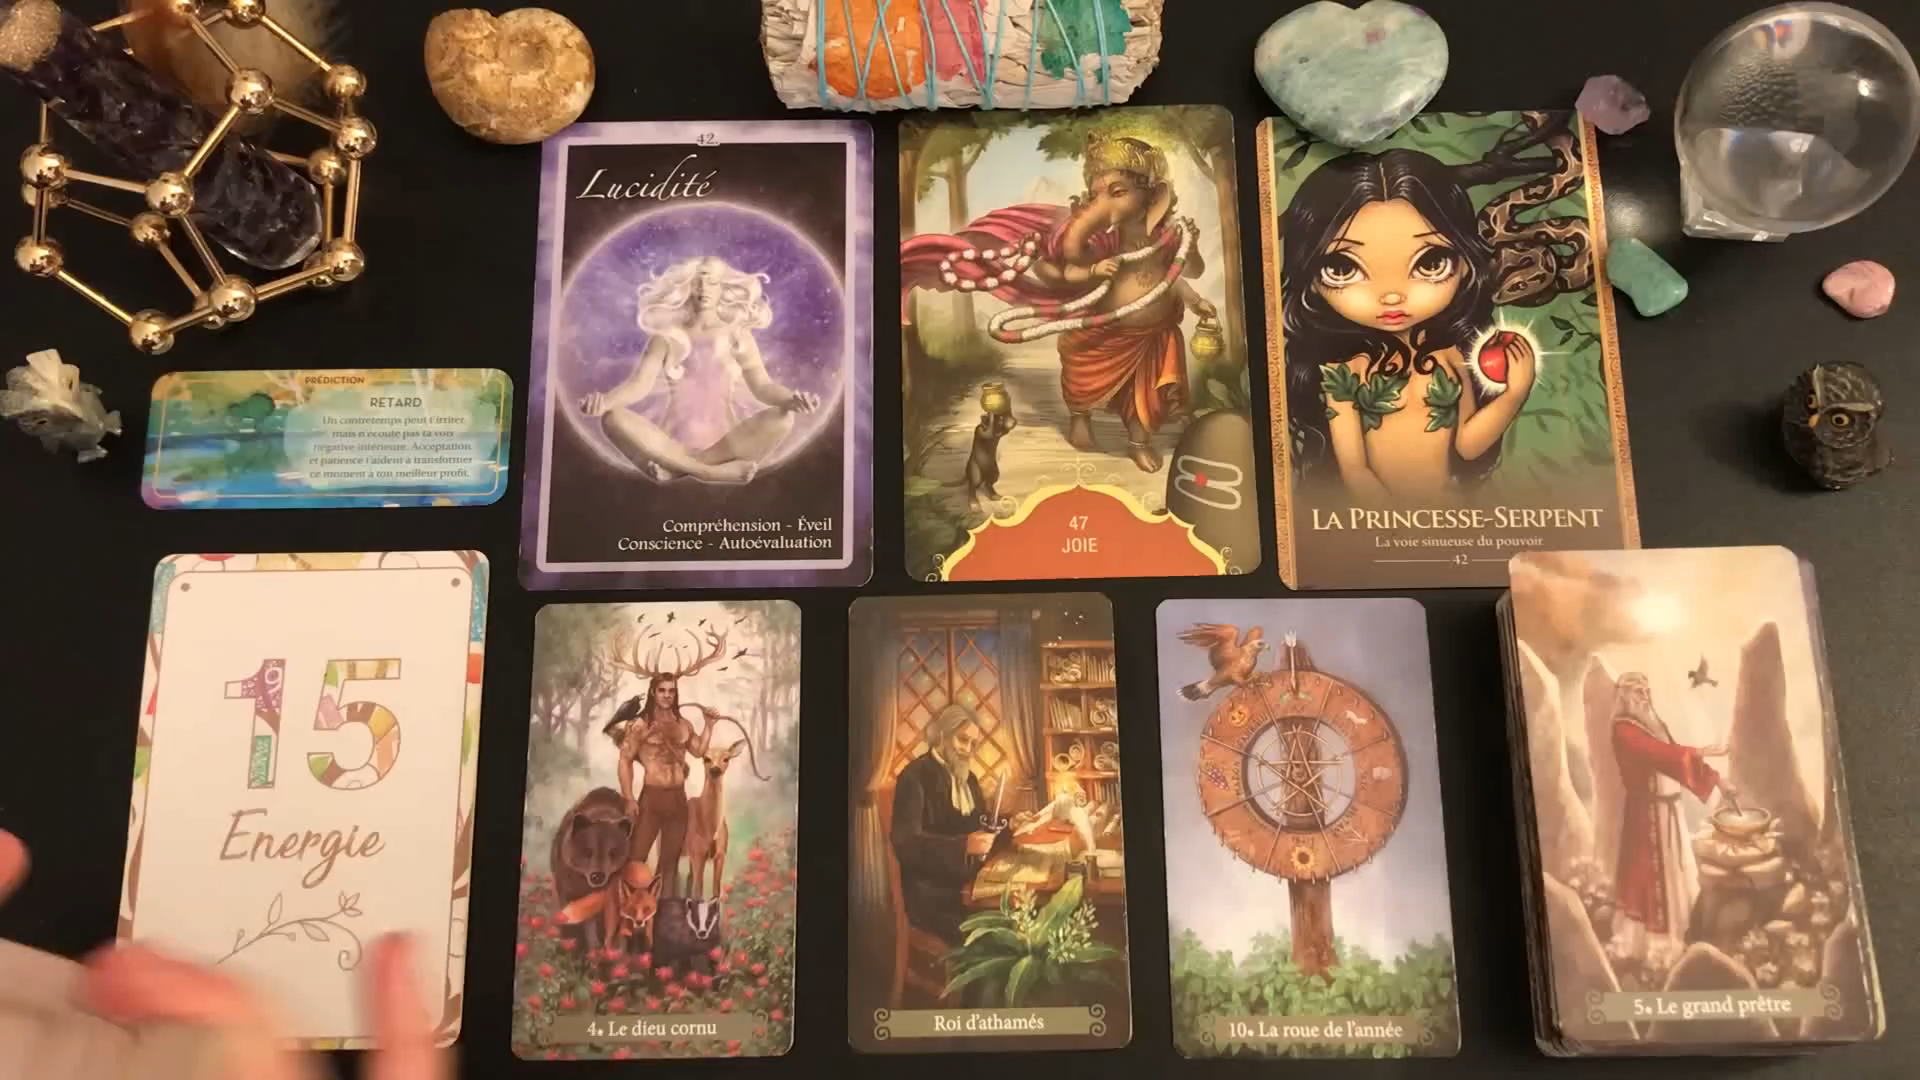 42.
Lucidité
Compréhension - Éveil
Conscience - Autoévaluation
47
JOIE
LA PRINCESSE-SERPENT
La voie sinueuse du pouvoir
42
PRÉDICTION
RETARD
Un contretemps peut t'irriter,
mais n'écoute pas ta voix
négative intérieure. Acceptation
et patience t'aident à transformer
ce moment à ton meilleur profit.
15
Energie
4. Le dieu cornu
Roi d'athamés
10. La roue de l'année
5. Le grand prêtre